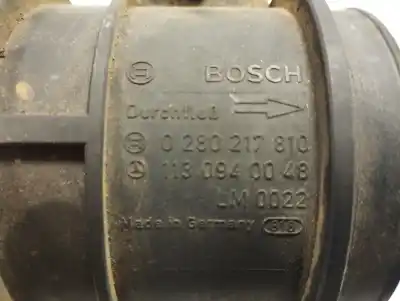 BOSCH
Durchfluß
0 280 217 810
113 094 00 48
LM 0022
Made in Germany